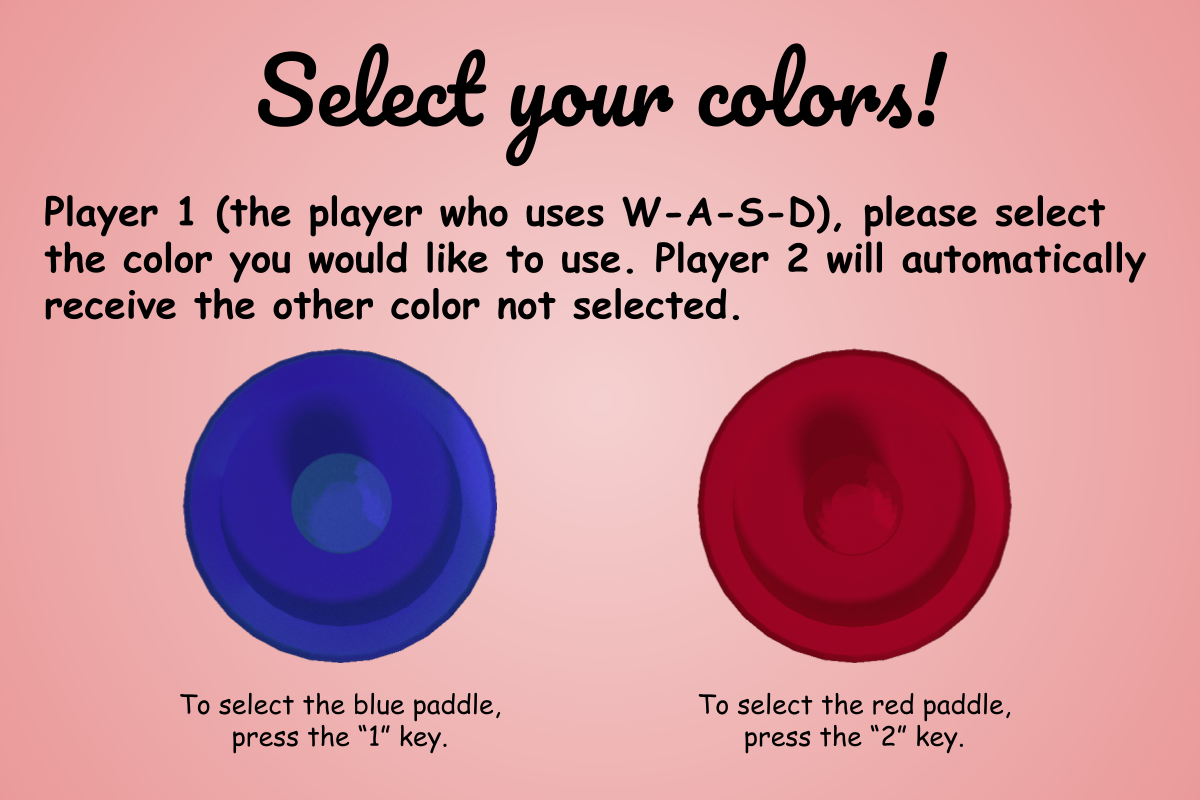 Select your colors!
Player 1 (the player who uses W-A-S-D), please select
the color you would like to use. Player 2 will automatically
receive the other color not selected.
To select the blue paddle,
press the “1” key.
To select the red paddle,
press the “2” key.